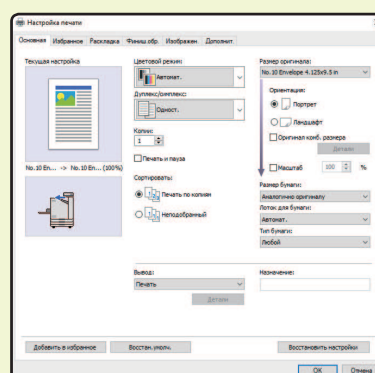 Настройка печати
Основная Избранное Раскладка Финиш.обр. Изображен. Дополнит.
Текущая настройка
No.10 En... -> No.10 En... (100%)
Цветовой режим:
Автомат.
Дуплекс/симплекс:
Одност.
Копии:
1
Печать и пауза
Сортировать:
Печать по копиям
Неподобранный
Вывод:
Печать
Детали
Размер оригинала:
No.10 Envelope 4.125x9.5 in
Ориентация:
Портрет
Ландшафт
Оригинал комб. размера
Детали
Масштаб 100 %
Размер бумаги:
Аналогично оригиналу
Лоток для бумаги:
Автомат.
Тип бумаги:
Любой
Назначение:
Добавить в избранное Восстан.умолч. Восстановить настройки
OK Отмена